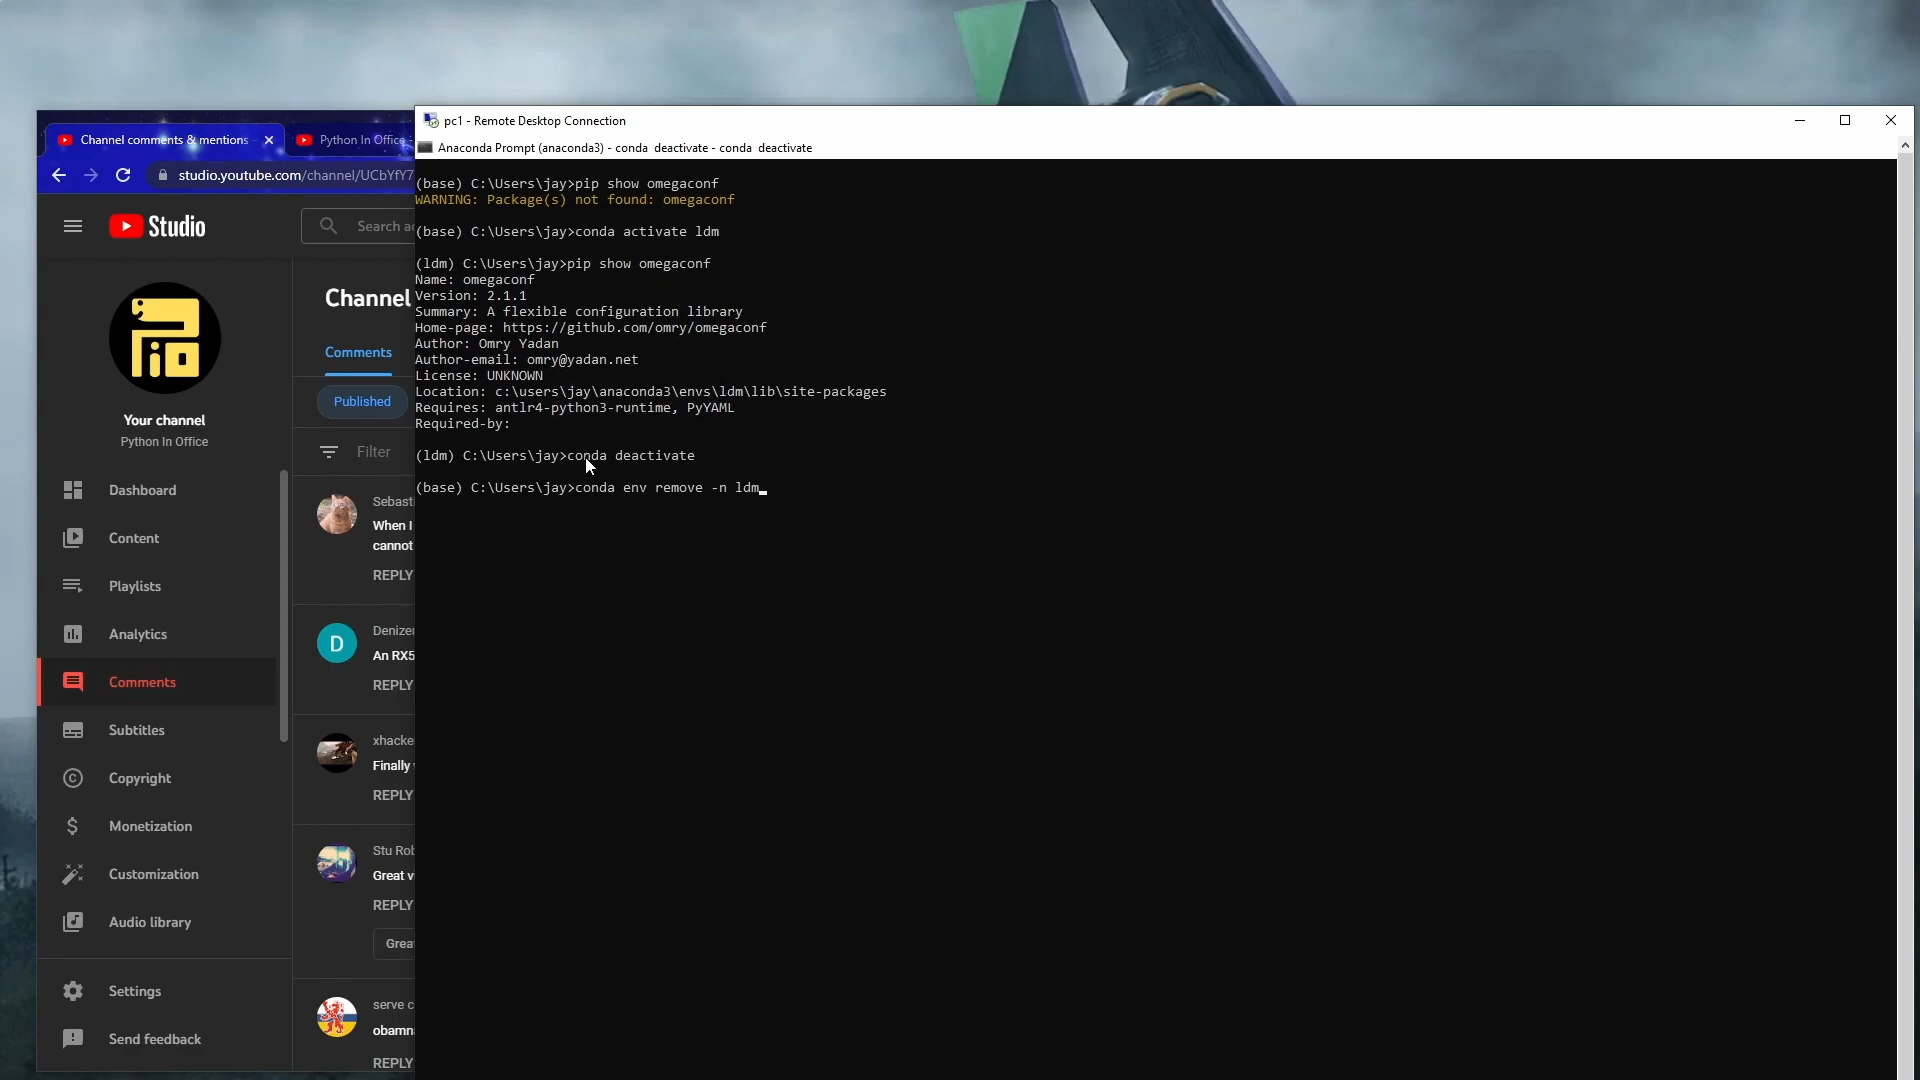 Channel comments & mentions
Python In Office -
studio.youtube.com/channel/UCbYfY7
Studio
Search ac
Your channel
Python In Office
Dashboard
Content
Playlists
Analytics
Comments
Subtitles
Copyright
Monetization
Customization
Audio library
Settings
Send feedback
Channel
Comments
Published
Filter
Sebasti
When I
cannot
REPLY
D
Denizer
An RX5
REPLY
xhacke
Finally
REPLY
Stu Rob
Great v
REPLY
Grea
serve c
obamna
REPLY
pc1 - Remote Desktop Connection
Anaconda Prompt (anaconda3) - conda  deactivate - conda  deactivate
(base) C:\Users\jay>pip show omegaconf
WARNING: Package(s) not found: omegaconf
(base) C:\Users\jay>conda activate ldm
(ldm) C:\Users\jay>pip show omegaconf
Name: omegaconf
Version: 2.1.1
Summary: A flexible configuration library
Home-page: https://github.com/omry/omegaconf
Author: Omry Yadan
Author-email: omry@yadan.net
License: UNKNOWN
Location: c:\users\jay\anaconda3\envs\ldm\lib\site-packages
Requires: antlr4-python3-runtime, PyYAML
Required-by:
(ldm) C:\Users\jay>conda deactivate
(base) C:\Users\jay>conda env remove -n ldm